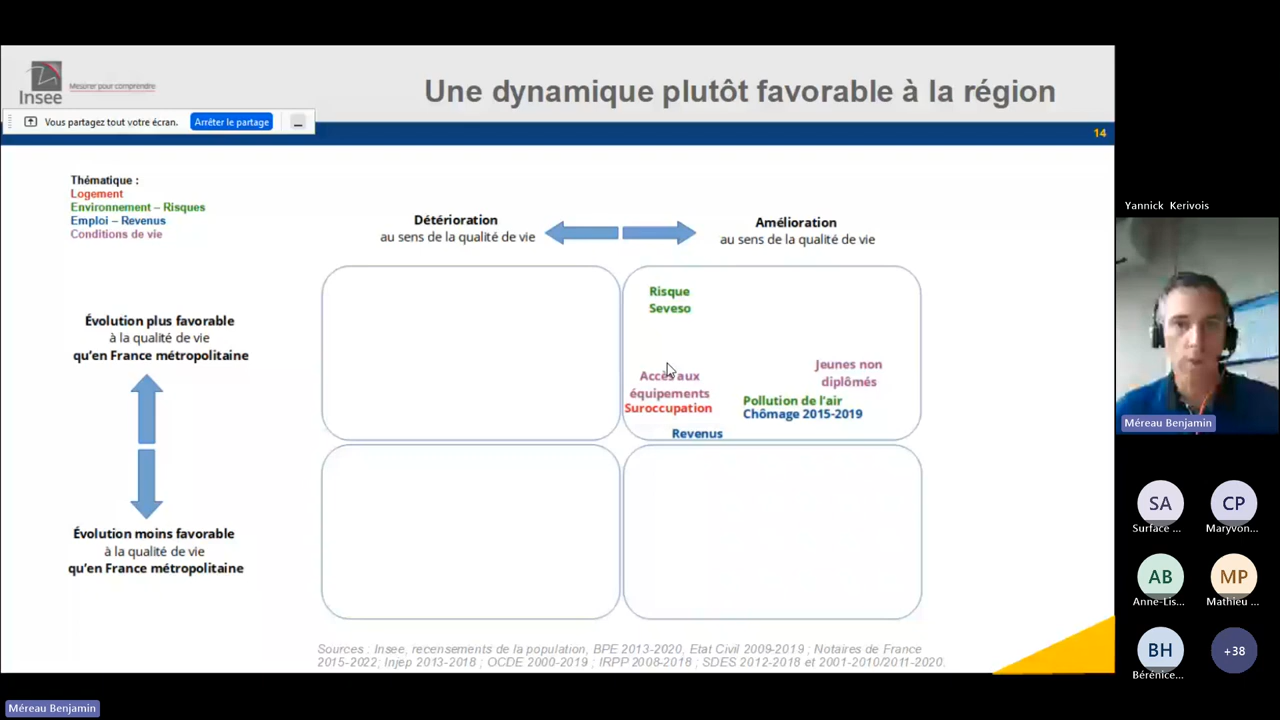 Insee
Mesurer pour comprendre
Une dynamique plutôt favorable à la région
Vous partagez tout votre écran.
Arrêter le partage
14
Thématique :
Logement
Environnement – Risques
Emploi – Revenus
Conditions de vie
Détérioration
au sens de la qualité de vie
Amélioration
au sens de la qualité de vie
Évolution plus favorable
à la qualité de vie
qu'en France métropolitaine
Risque
Seveso
Accès aux
équipements
Suroccupation
Revenus
Jeunes non
diplômés
Pollution de l'air
Chômage 2015-2019
Évolution moins favorable
à la qualité de vie
qu'en France métropolitaine
Sources : Insee, recensements de la population, BPE 2013-2020, Etat Civil 2009-2019 ; Notaires de France
2015-2022, Injep 2013-2018 ; OCDE 2000-2019 ; IRPP 2008-2018 ; SDES 2012-2018 et 2001-2010/2011-2020.
Yannick Kerivois
Méreau Benjamin
SA
Surface ...
CP
Maryvon...
AB
Anne-Lis...
MP
Mathieu ...
BH
Bérénice...
+38
Méreau Benjamin